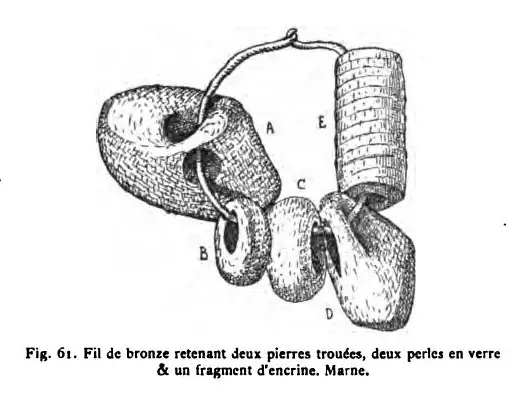 A
E
C
B
D
Fig. 61. Fil de bronze retenant deux pierres trouées, deux perles en verre
& un fragment d'encrine. Marne.